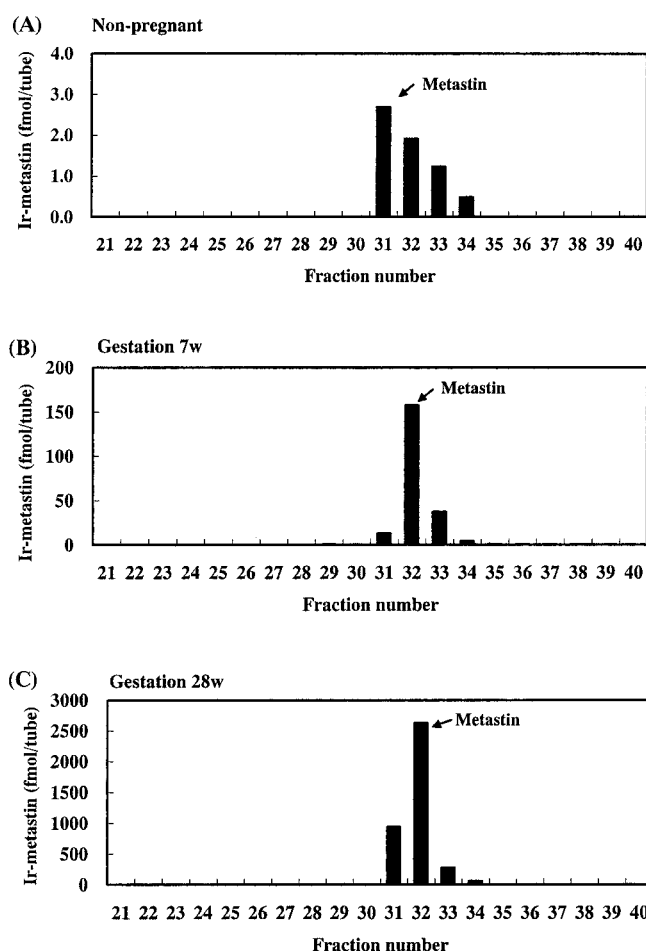 (A) Non-pregnant
Ir-metastin (fmol/tube)
4.0
3.0
2.0
1.0
0.0
Metastin
21 22 23 24 25 26 27 28 29 30 31 32 33 34 35 36 37 38 39 40
Fraction number
(B) Gestation 7w
Ir-metastin (fmol/tube)
200
150
100
50
0
Metastin
21 22 23 24 25 26 27 28 29 30 31 32 33 34 35 36 37 38 39 40
Fraction number
(C) Gestation 28w
Ir-metastin (fmol/tube)
3000
2500
2000
1500
1000
500
0
Metastin
21 22 23 24 25 26 27 28 29 30 31 32 33 34 35 36 37 38 39 40
Fraction number